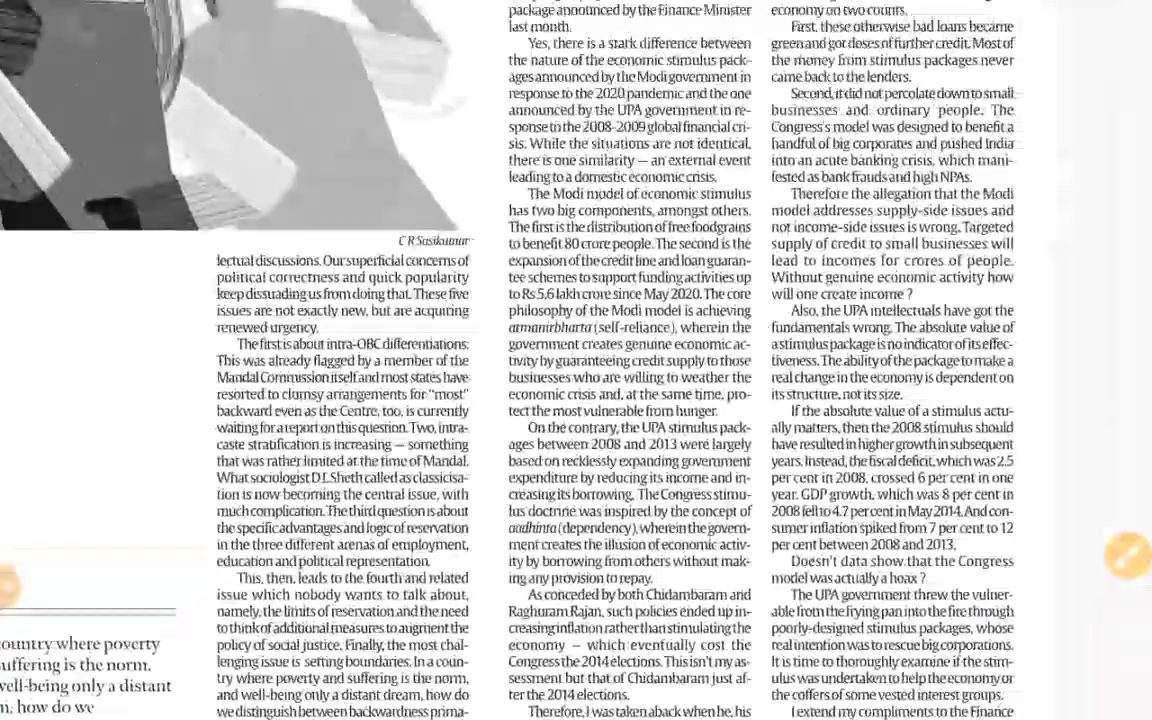 C R Sasikumar
lectual discussions. Our superficial concerns of
political correctness and quick popularity
keep dissuading us from doing that. These five
issues are not exactly new, but are acquiring
renewed urgency.
The first is about intra-OBC differentiations.
This was already flagged by a member of the
Mandal Commission itself and most states have
resorted to clumsy arrangements for "most"
backward even as the Centre, too, is currently
waiting for a report on this question. Two, intra-
caste stratification is increasing — something
that was rather limited at the time of Mandal.
What sociologist D L Sheth called as classicisa-
tion is now becoming the central issue, with
much complication. The third question is about
the specific advantages and logic of reservation
in the three different arenas of employment,
education and political representation.
This, then, leads to the fourth and related
issue which nobody wants to talk about,
namely, the limits of reservation and the need
to think of additional measures to augment the
policy of social justice. Finally, the most chal-
lenging issue is setting boundaries. In a coun-
try where poverty and suffering is the norm,
and well-being only a distant dream, how do
we distinguish between backwardness prima-
country where poverty
suffering is the norm,
well-being only a distant
m, how do we
package announced by the Finance Minister
last month.
Yes, there is a stark difference between
the nature of the economic stimulus pack-
ages announced by the Modi government in
response to the 2020 pandemic and the one
announced by the UPA government in re-
sponse to the 2008-2009 global financial cri-
sis. While the situations are not identical,
there is one similarity — an external event
leading to a domestic economic crisis.
The Modi model of economic stimulus
has two big components, amongst others.
The first is the distribution of free foodgrains
to benefit 80 crore people. The second is the
expansion of the credit line and loan guaran-
tee schemes to support funding activities up
to Rs 5.6 lakh crore since May 2020. The core
philosophy of the Modi model is achieving
atmanirbharta (self-reliance), wherein the
government creates genuine economic ac-
tivity by guaranteeing credit supply to those
businesses who are willing to weather the
economic crisis and, at the same time, pro-
tect the most vulnerable from hunger.
On the contrary, the UPA stimulus pack-
ages between 2008 and 2013 were largely
based on recklessly expanding government
expenditure by reducing its income and in-
creasing its borrowing. The Congress stimu-
lus doctrine was inspired by the concept of
aadhinta (dependency), wherein the govern-
ment creates the illusion of economic activ-
ity by borrowing from others without mak-
ing any provision to repay.
As conceded by both Chidambaram and
Raghuram Rajan, such policies ended up in-
creasing inflation rather than stimulating the
economy — which eventually cost the
Congress the 2014 elections. This isn't my as-
sessment but that of Chidambaram just af-
ter the 2014 elections.
Therefore, I was taken aback when he, his
economy on two counts.
First, these otherwise bad loans became
green and got doses of further credit. Most of
the money from stimulus packages never
came back to the lenders.
Second, it did not percolate down to small
businesses and ordinary people. The
Congress's model was designed to benefit a
handful of big corporates and pushed India
into an acute banking crisis, which mani-
fested as bank frauds and high NPAs.
Therefore the allegation that the Modi
model addresses supply-side issues and
not income-side issues is wrong. Targeted
supply of credit to small businesses will
lead to incomes for crores of people.
Without genuine economic activity how
will one create income ?
Also, the UPA intellectuals have got the
fundamentals wrong. The absolute value of
a stimulus package is no indicator of its effec-
tiveness. The ability of the package to make a
real change in the economy is dependent on
its structure, not its size.
If the absolute value of a stimulus actu-
ally matters, then the 2008 stimulus should
have resulted in higher growth in subsequent
years. Instead, the fiscal deficit, which was 2.5
per cent in 2008, crossed 6 per cent in one
year. GDP growth, which was 8 per cent in
2008 fell to 4.7 per cent in May 2014. And con-
sumer inflation spiked from 7 per cent to 12
per cent between 2008 and 2013.
Doesn't data show that the Congress
model was actually a hoax ?
The UPA government threw the vulner-
able from the frying pan into the fire through
poorly-designed stimulus packages, whose
real intention was to rescue big corporations.
It is time to thoroughly examine if the stim-
ulus was undertaken to help the economy or
the coffers of some vested interest groups.
I extend my compliments to the Finance